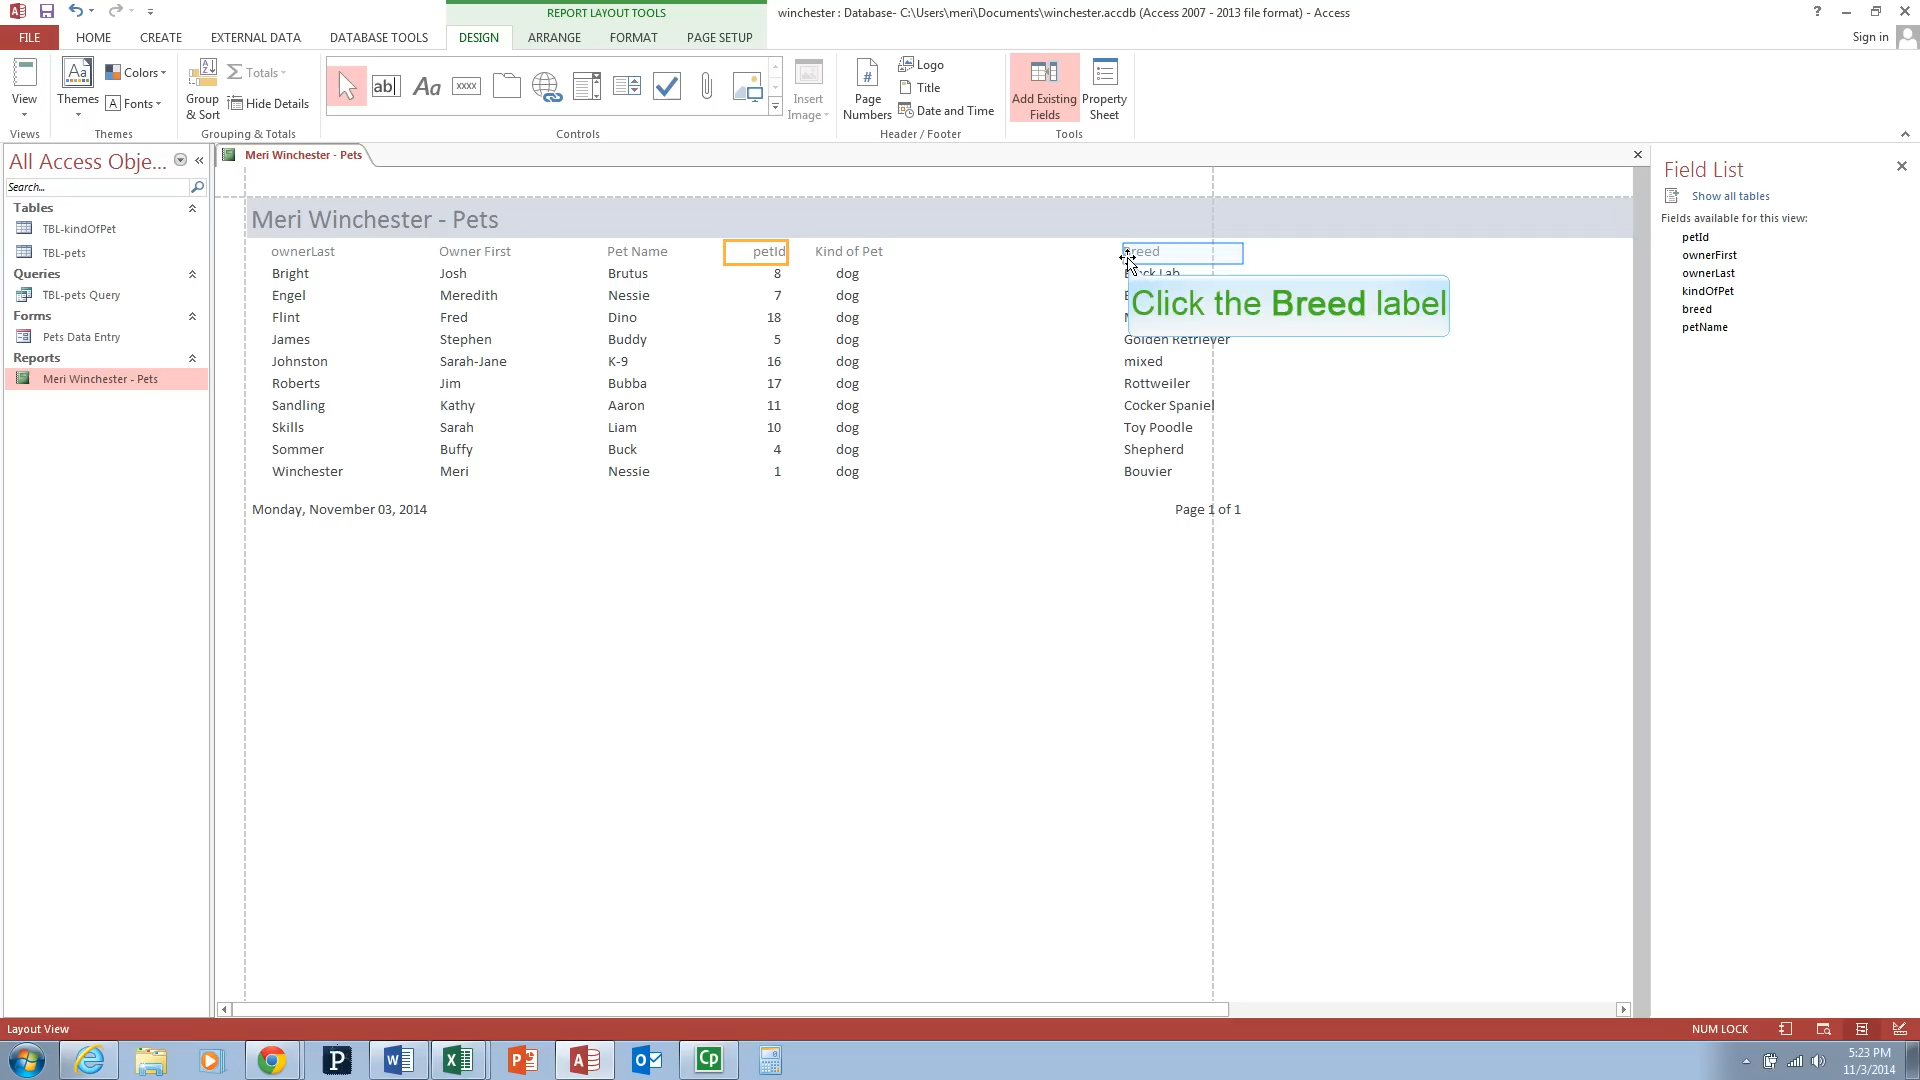 REPORT LAYOUT TOOLS
winchester : Database- C:\Users\meri\Documents\winchester.accdb (Access 2007 - 2013 file format) - Access
?
FILE HOME CREATE EXTERNAL DATA DATABASE TOOLS DESIGN ARRANGE FORMAT PAGE SETUP
Sign in
View
Views
Aa
Themes
Colors
A Fonts
Themes
Group & Sort
Totals
Hide Details
Grouping & Totals
ab Aa xxxx
Controls
Insert Image
Page Numbers
Logo
Title
Date and Time
Header / Footer
Add Existing Fields
Property Sheet
Tools
All Access Obje...
Search...
Tables
TBL-kindOfPet
TBL-pets
Queries
TBL-pets Query
Forms
Pets Data Entry
Reports
Meri Winchester - Pets
Meri Winchester - Pets
Meri Winchester - Pets
ownerLast Owner First Pet Name petId Kind of Pet Breed
Bright Josh Brutus 8 dog Lab
Engel Meredith Nessie 7 dog
Flint Fred Dino 18 dog
James Stephen Buddy 5 dog Golden Retriever
Johnston Sarah-Jane K-9 16 dog mixed
Roberts Jim Bubba 17 dog Rottweiler
Sandling Kathy Aaron 11 dog Cocker Spaniel
Skills Sarah Liam 10 dog Toy Poodle
Sommer Buffy Buck 4 dog Shepherd
Winchester Meri Nessie 1 dog Bouvier
Monday, November 03, 2014 Page 1 of 1
Click the Breed label
Field List
Show all tables
Fields available for this view:
petId
ownerFirst
ownerLast
kindOfPet
breed
petName
Layout View
NUM LOCK
5:23 PM
11/3/2014